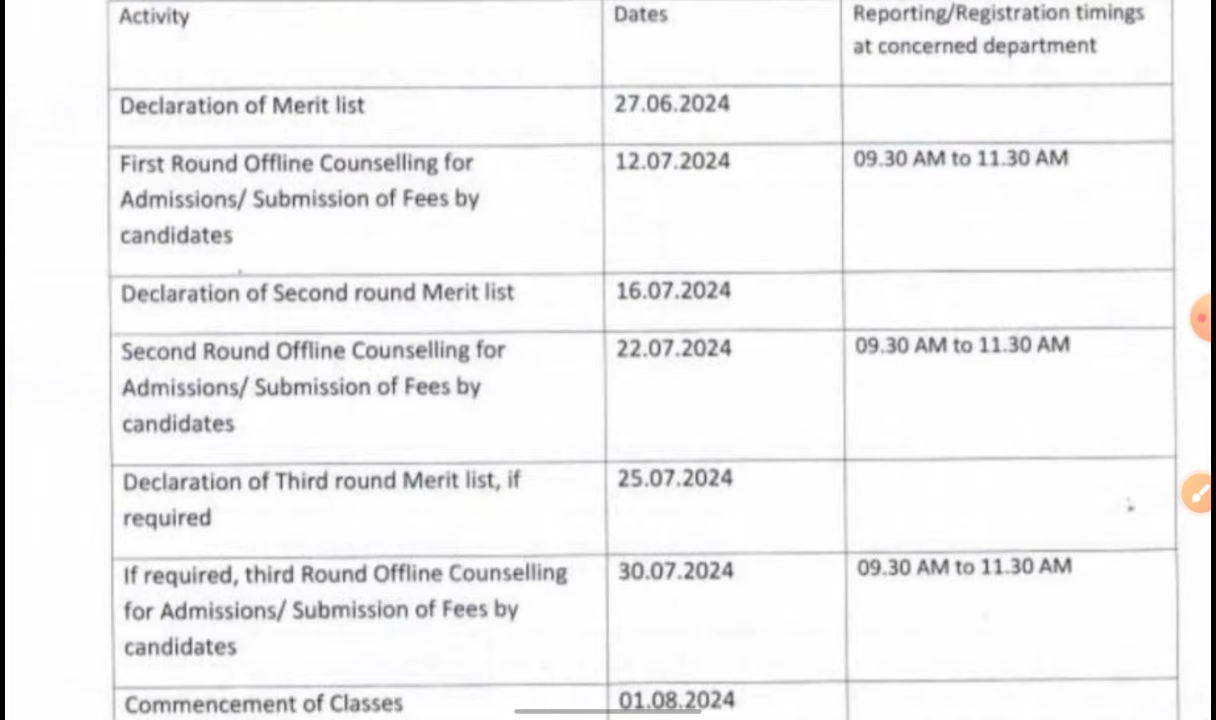 Activity
Dates
Reporting/Registration timings
at concerned department
Declaration of Merit list
27.06.2024
First Round Offline Counselling for
Admissions/ Submission of Fees by
candidates
12.07.2024
09.30 AM to 11.30 AM
Declaration of Second round Merit list
16.07.2024
Second Round Offline Counselling for
Admissions/ Submission of Fees by
candidates
22.07.2024
09.30 AM to 11.30 AM
Declaration of Third round Merit list, if
required
25.07.2024
If required, third Round Offline Counselling
for Admissions/ Submission of Fees by
candidates
30.07.2024
09.30 AM to 11.30 AM
Commencement of Classes
01.08.2024